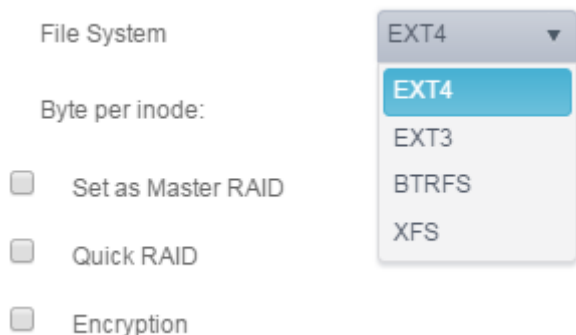 File System
EXT4
EXT4
Byte per inode:
EXT3
Set as Master RAID
BTRFS
XFS
Quick RAID
Encryption